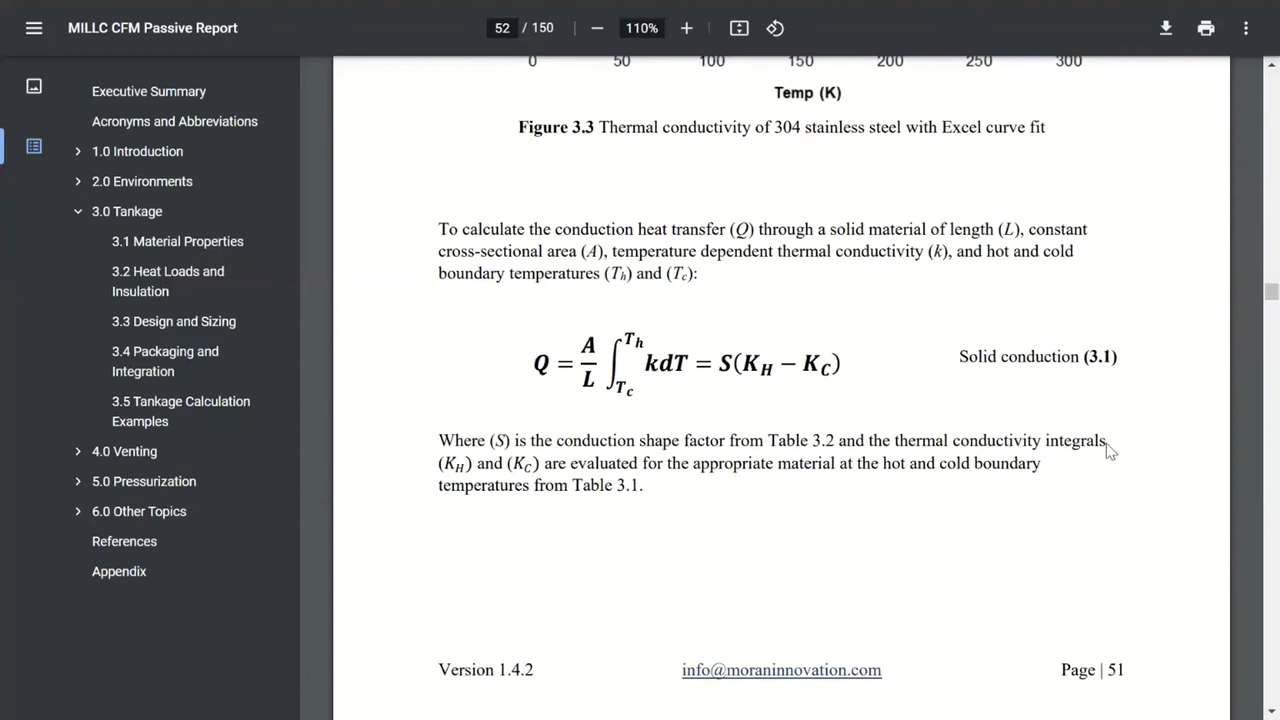 MILLC CFM Passive Report
52 / 150
110%
Executive Summary
Acronyms and Abbreviations
1.0 Introduction
2.0 Environments
3.0 Tankage
3.1 Material Properties
3.2 Heat Loads and
Insulation
3.3 Design and Sizing
3.4 Packaging and
Integration
3.5 Tankage Calculation
Examples
4.0 Venting
5.0 Pressurization
6.0 Other Topics
References
Appendix
0 50 100 150 200 250 300
Temp (K)
Figure 3.3 Thermal conductivity of 304 stainless steel with Excel curve fit
To calculate the conduction heat transfer (Q) through a solid material of length (L), constant
cross-sectional area (A), temperature dependent thermal conductivity (k), and hot and cold
boundary temperatures (Tₕ) and (T꜀):
Q = A/L ∫_{T_c}^{T_h} kdT = S(K_H − K_C)
Solid conduction (3.1)
Where (S) is the conduction shape factor from Table 3.2 and the thermal conductivity integrals
(K_H) and (K_C) are evaluated for the appropriate material at the hot and cold boundary
temperatures from Table 3.1.
Version 1.4.2
info@moraninnovation.com
Page | 51